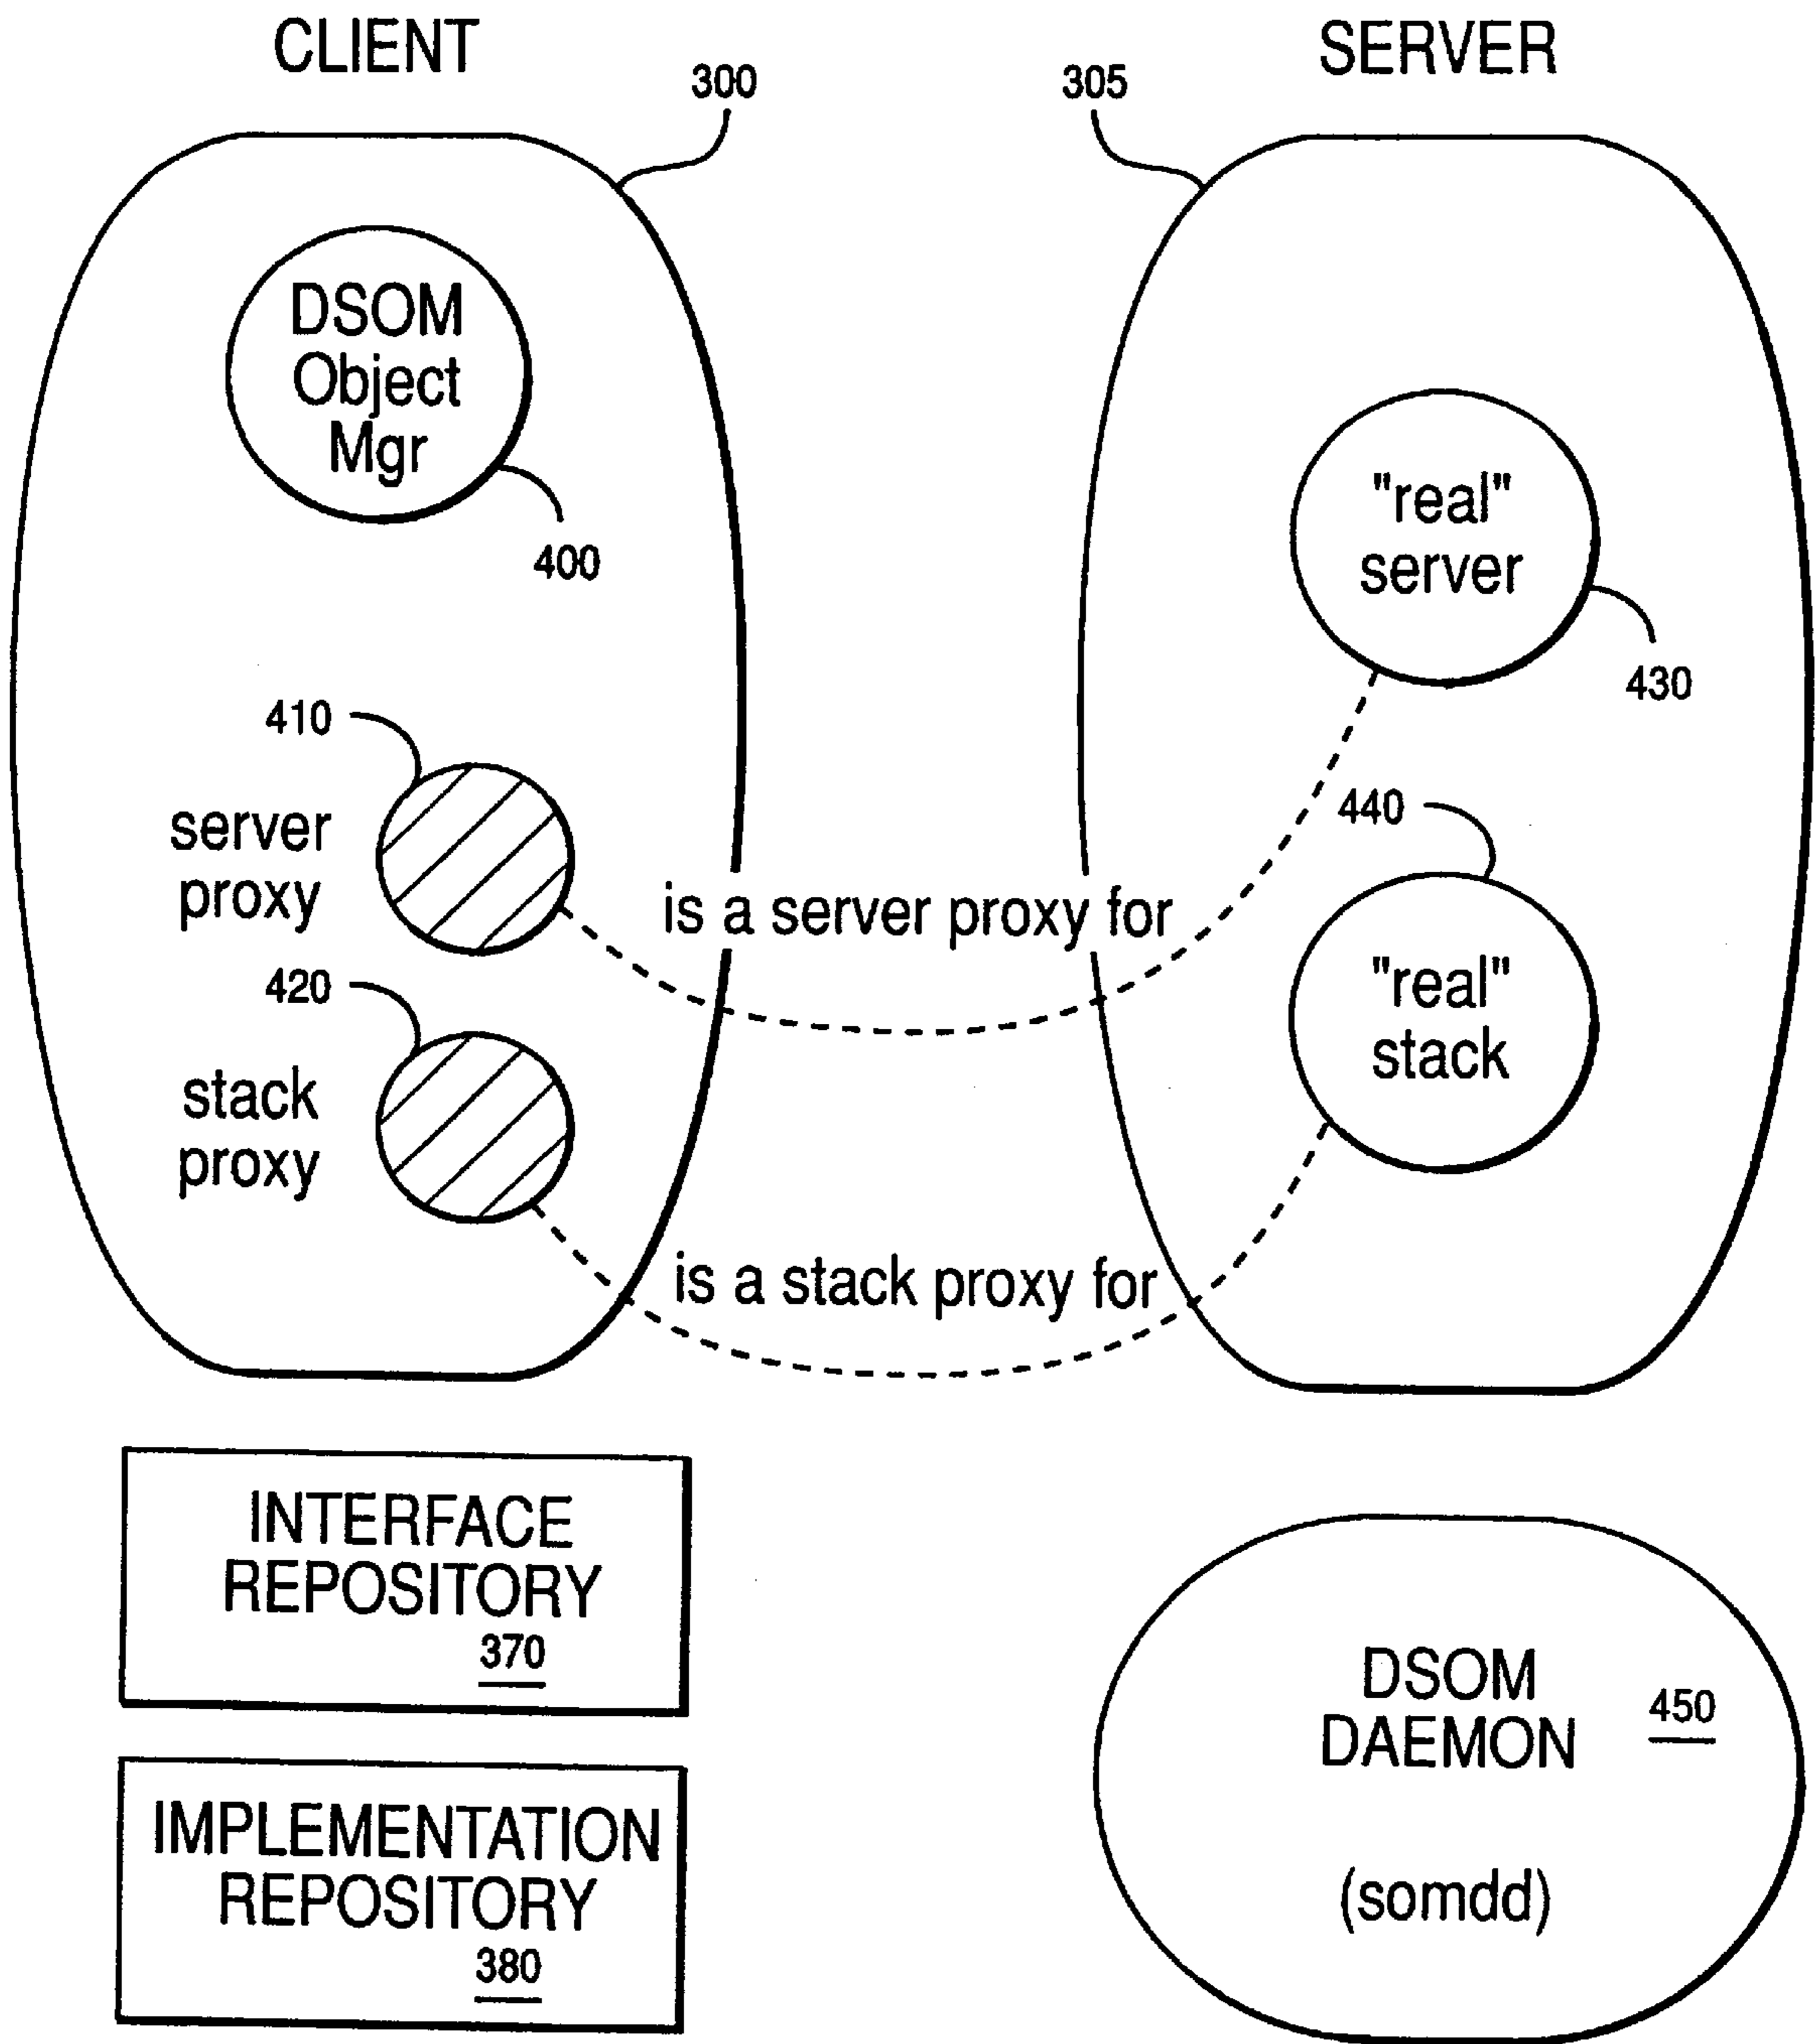 CLIENT
SERVER
300
305
DSOM
Object
Mgr
400
"real"
server
430
410
server
proxy
is a server proxy for
440
"real"
stack
420
stack
proxy
is a stack proxy for
INTERFACE
REPOSITORY
370
DSOM
DAEMON
450
(somdd)
IMPLEMENTATION
REPOSITORY
380